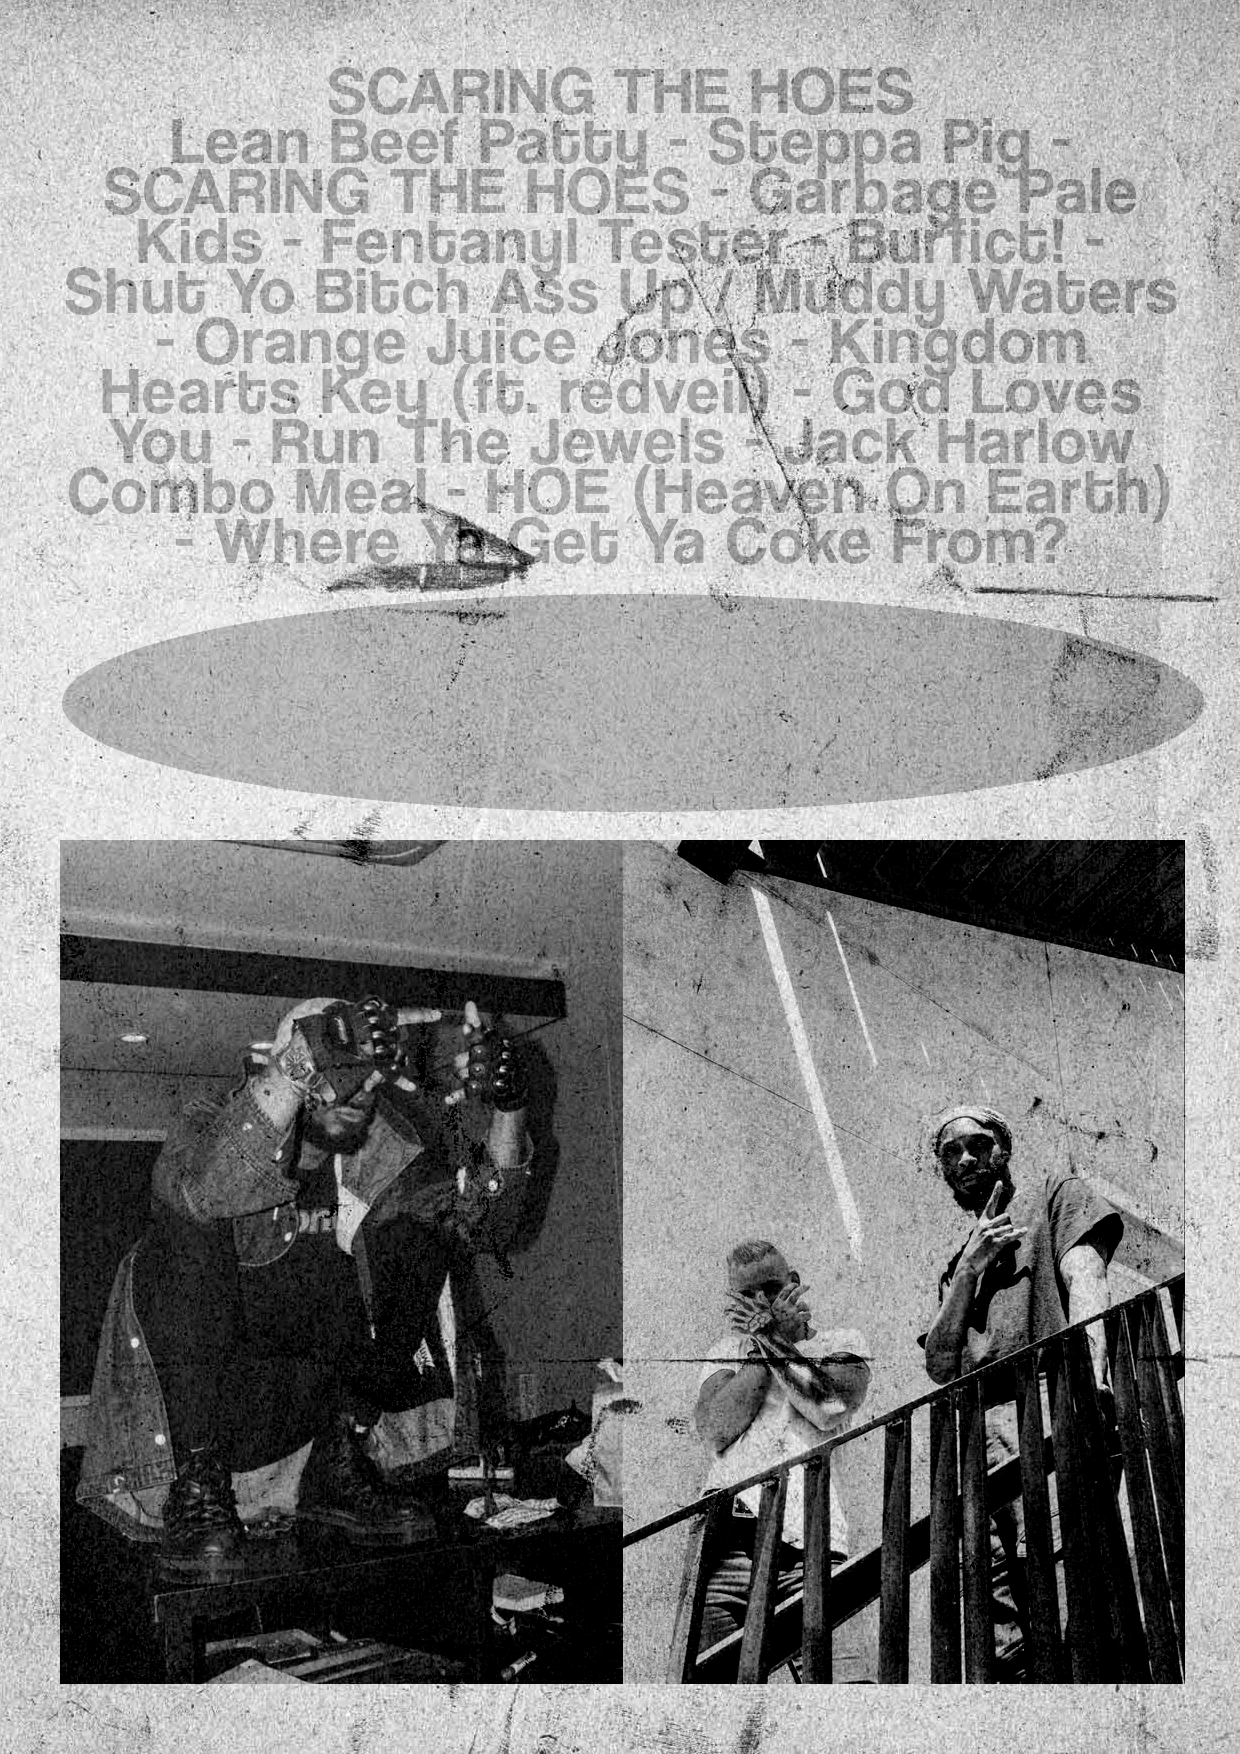 SCARING THE HOES
Lean Beef Patty - Steppa Pig -
SCARING THE HOES - Garbage Pale
Kids - Fentanyl Tester - Burfict! -
Shut Yo Bitch Ass Up / Muddy Waters
- Orange Juice Jones - Kingdom
Hearts Key (ft. redveil) - God Loves
You - Run The Jewels - Jack Harlow
Combo Meal - HOE (Heaven On Earth)
- Where Ya Get Ya Coke From?